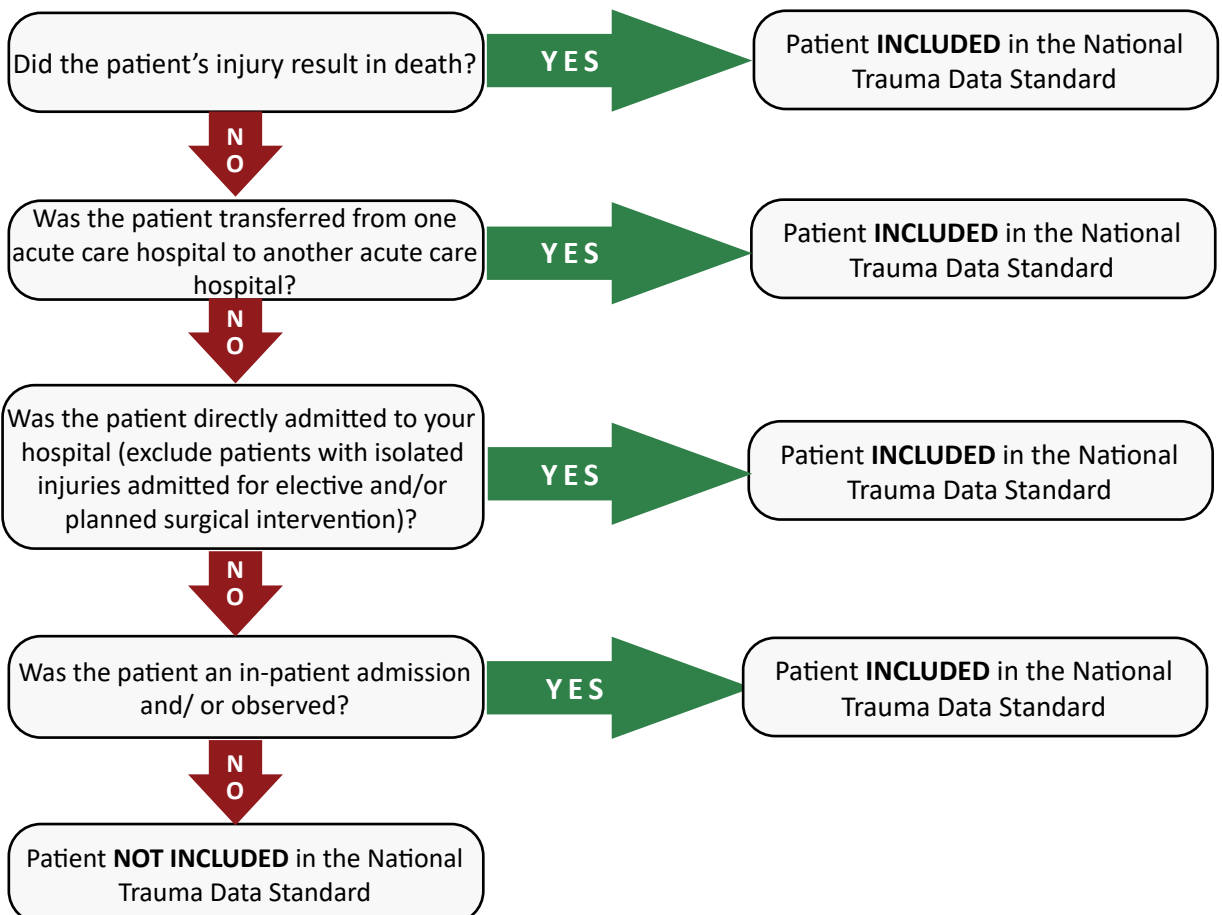 Did the patient’s injury result in death?
YES
Patient INCLUDED in the National
Trauma Data Standard
N
O
Was the patient transferred from one
acute care hospital to another acute care
hospital?
YES
Patient INCLUDED in the National
Trauma Data Standard
N
O
Was the patient directly admitted to your
hospital (exclude patients with isolated
injuries admitted for elective and/or
planned surgical intervention)?
YES
Patient INCLUDED in the National
Trauma Data Standard
N
O
Was the patient an in-patient admission
and/ or observed?
YES
Patient INCLUDED in the National
Trauma Data Standard
N
O
Patient NOT INCLUDED in the National
Trauma Data Standard